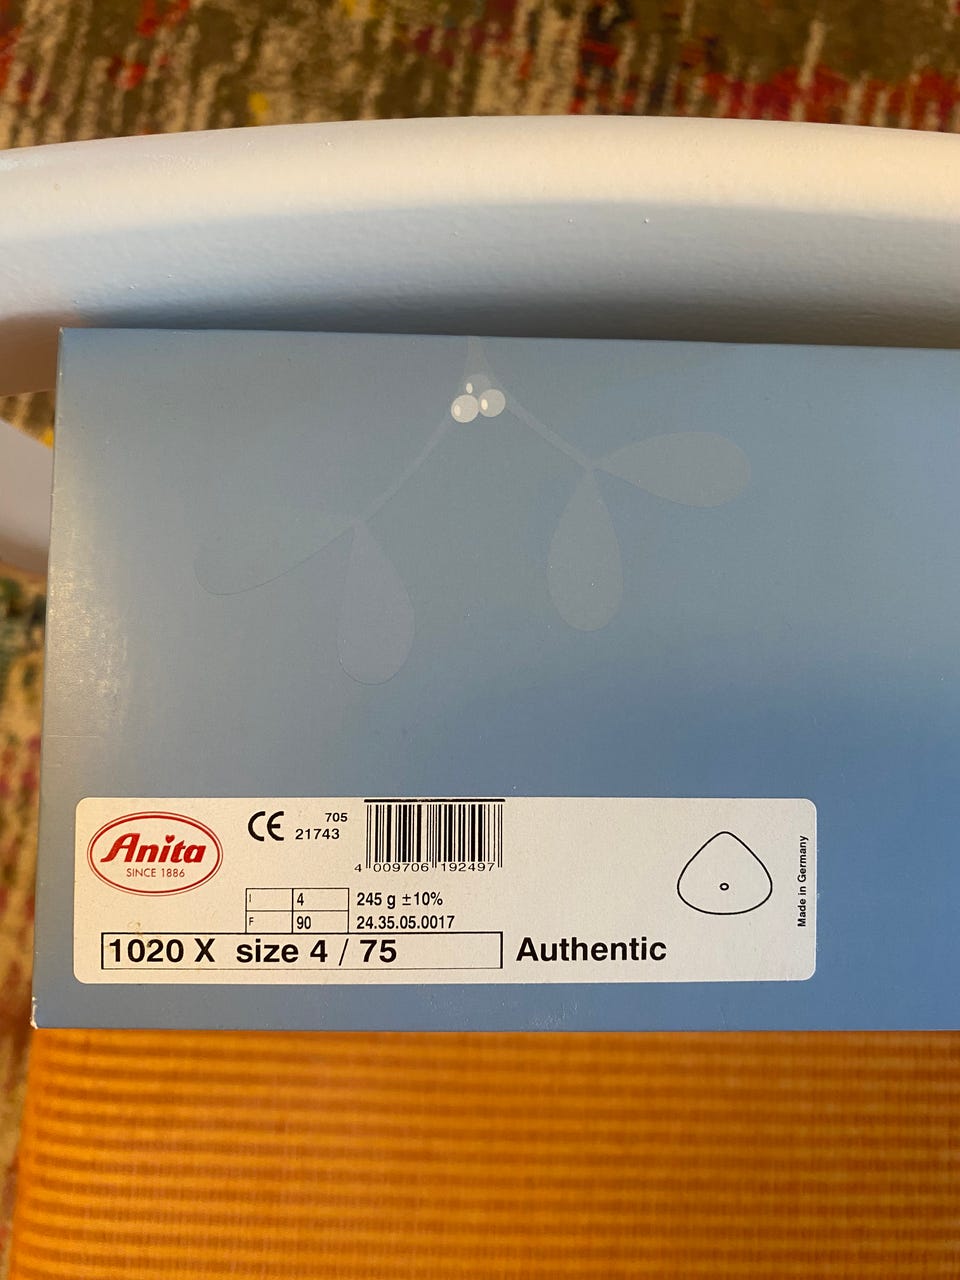 Anita
SINCE 1886
CE 705
21743
4 009706 192497
I 4 245 g ±10%
F 90 24.35.05.0017
1020 X size 4 / 75 Authentic
Made in Germany